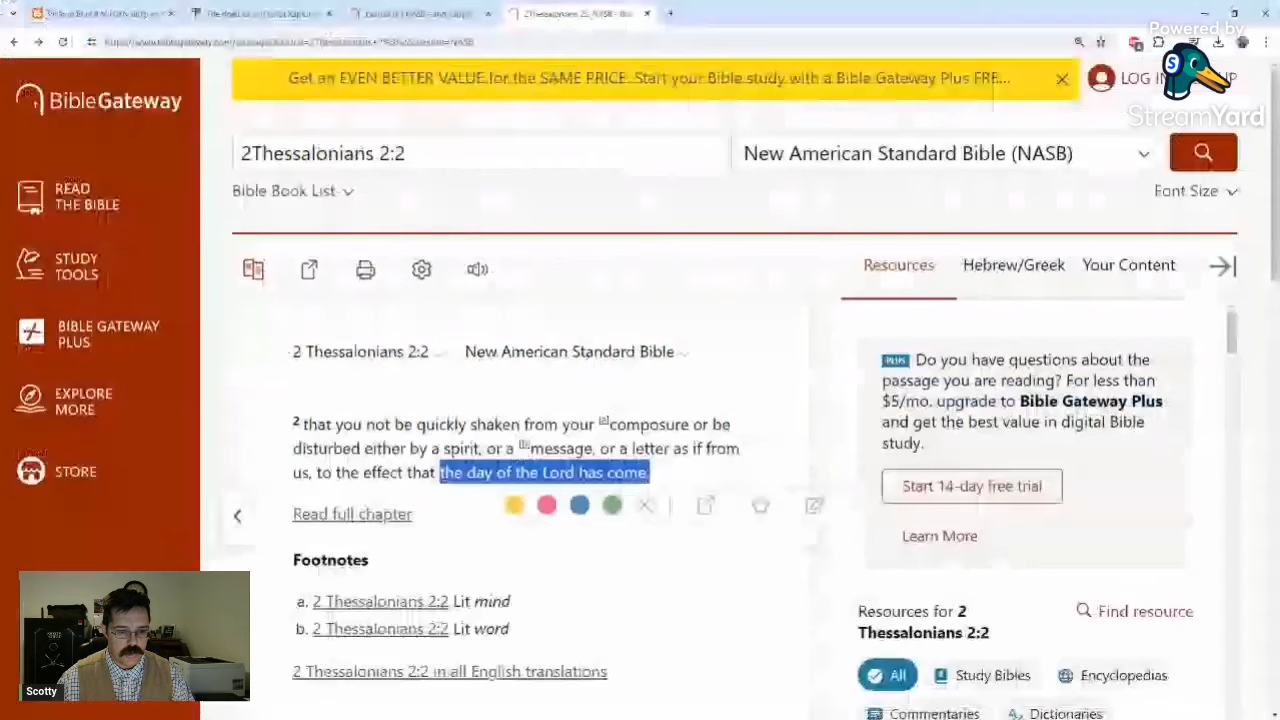 Powered by
StreamYard
BibleGateway
Get an EVEN BETTER VALUE for the SAME PRICE. Start your Bible study with a Bible Gateway Plus FRE...
LOG IN
UP
2Thessalonians 2:2
New American Standard Bible (NASB)
Bible Book List
Font Size
READ
THE BIBLE
STUDY
TOOLS
BIBLE GATEWAY
PLUS
EXPLORE
MORE
STORE
Resources
Hebrew/Greek
Your Content
2 Thessalonians 2:2
New American Standard Bible
2 that you not be quickly shaken from your [a]composure or be
disturbed either by a spirit, or a [b]message, or a letter as if from
us, to the effect that the day of the Lord has come.
Read full chapter
Footnotes
a. 2 Thessalonians 2:2 Lit mind
b. 2 Thessalonians 2:2 Lit word
2 Thessalonians 2:2 in all English translations
PLUS Do you have questions about the
passage you are reading? For less than
$5/mo. upgrade to Bible Gateway Plus
and get the best value in digital Bible
study.
Start 14-day free trial
Learn More
Resources for 2
Thessalonians 2:2
Find resource
All
Study Bibles
Encyclopedias
Commentaries
Dictionaries
Scotty